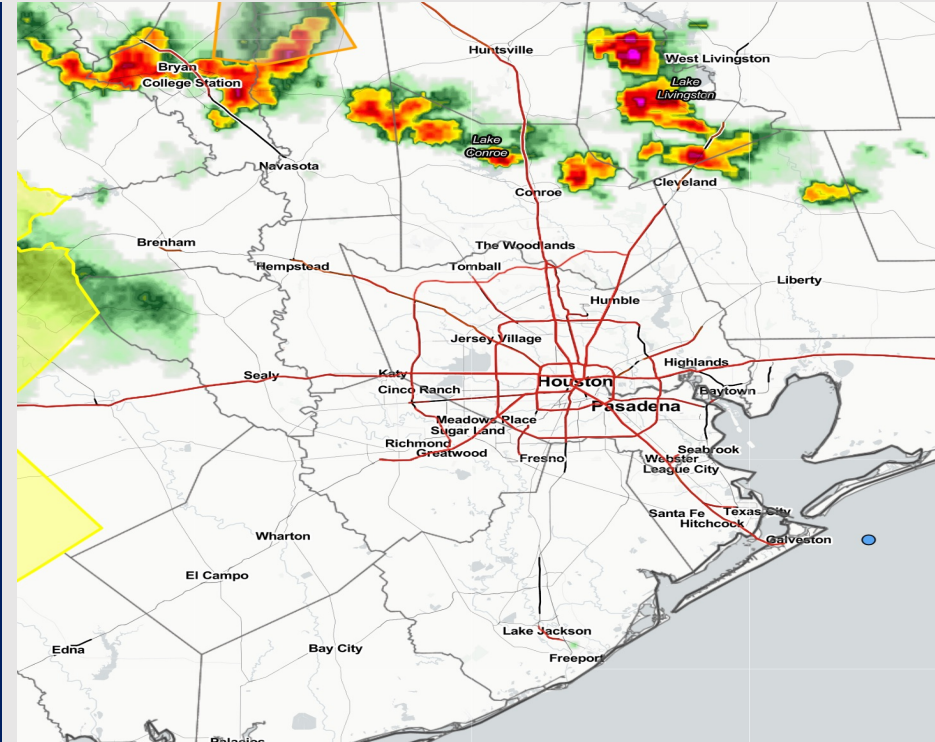 Huntsville
West Livingston
Bryan
College Station
Lake
Livingston
Lake
Conroe
Navasota
Cleveland
Conroe
Brenham
The Woodlands
Hempstead
Tomball
Liberty
Humble
Jersey Village
Highlands
Sealy
Katy
Cinco Ranch
Houston
Baytown
Pasadena
Meadows Place
Sugar Land
Richmond
Greatwood
Fresno
Seabrook
Webster
League City
Santa Fe
Texas City
Hitchcock
Galveston
Wharton
El Campo
Lake Jackson
Edna
Bay City
Freeport
Palacios